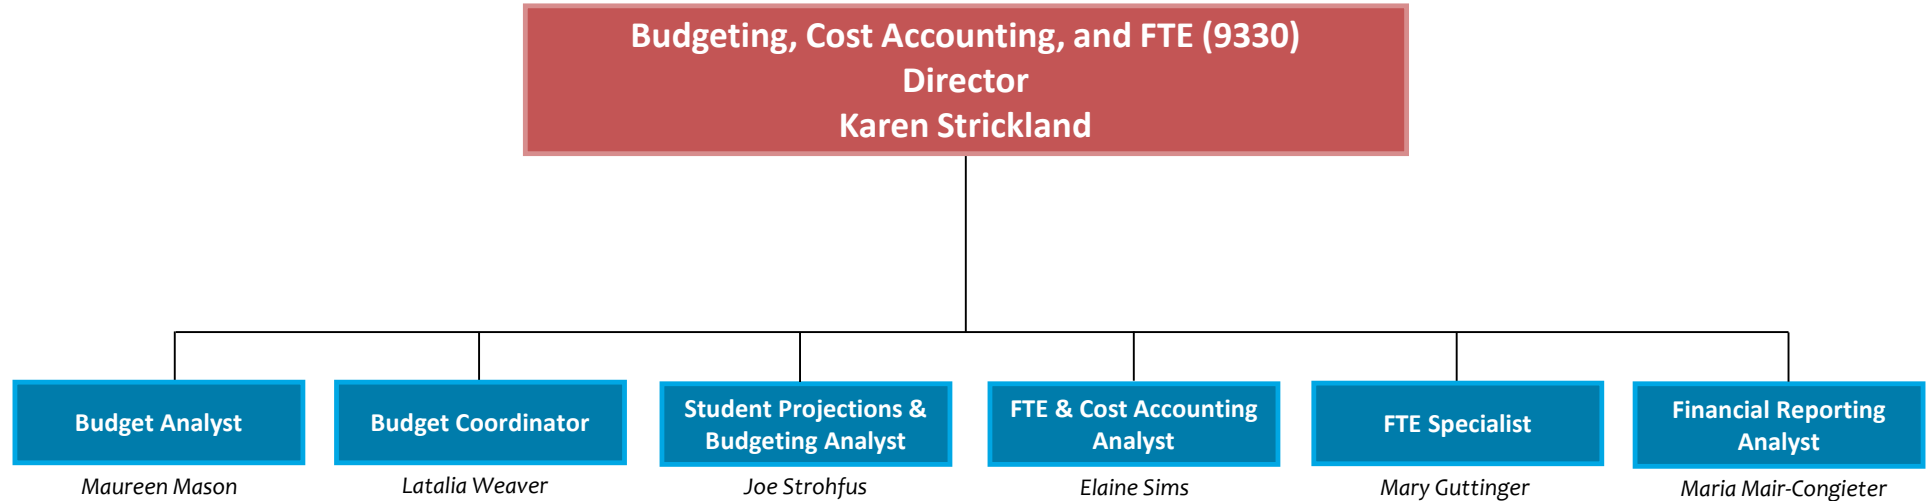 Budgeting, Cost Accounting, and FTE (9330)
Director
Karen Strickland
Budget Analyst
Maureen Mason
Budget Coordinator
Latalia Weaver
Student Projections &
Budgeting Analyst
Joe Strohfus
FTE & Cost Accounting
Analyst
Elaine Sims
FTE Specialist
Mary Guttinger
Financial Reporting
Analyst
Maria Mair-Congieter